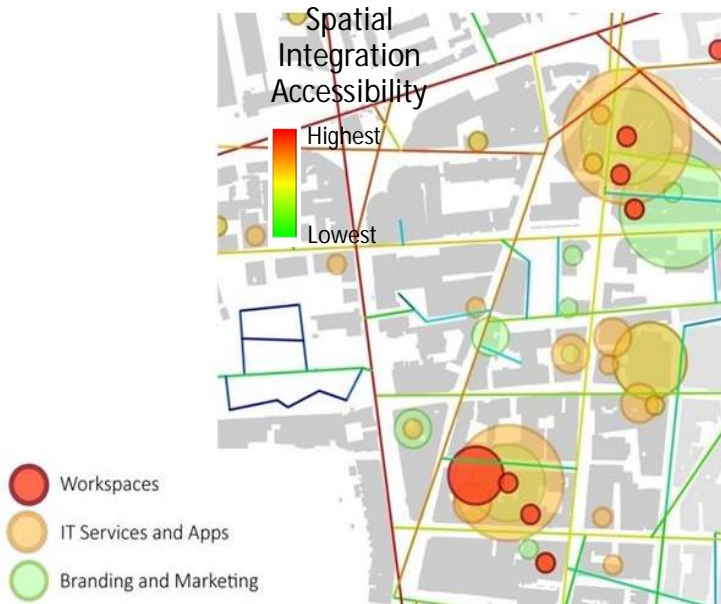 Spatial
Integration
Accessibility
Highest
Lowest
Workspaces
IT Services and Apps
Branding and Marketing